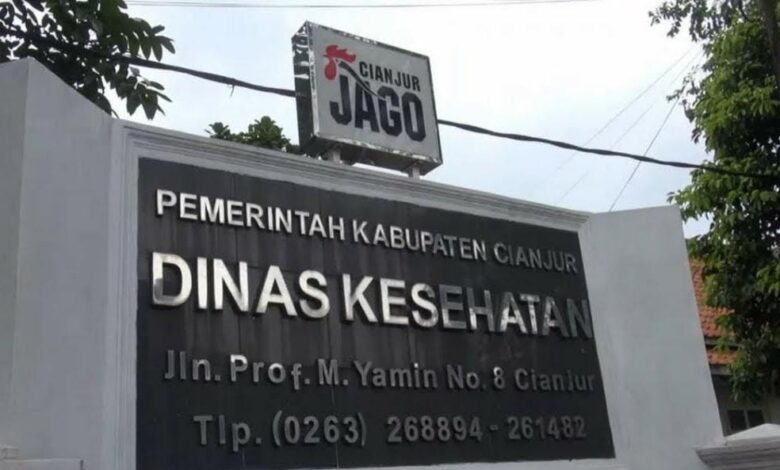 CIANJUR
JAGO
PEMERINTAH KABUPATEN CIANJUR
DINAS KESEHATAN
Jln. Prof. M. Yamin No. 8 Cianjur
Tlp. (0263) 268894 - 261482